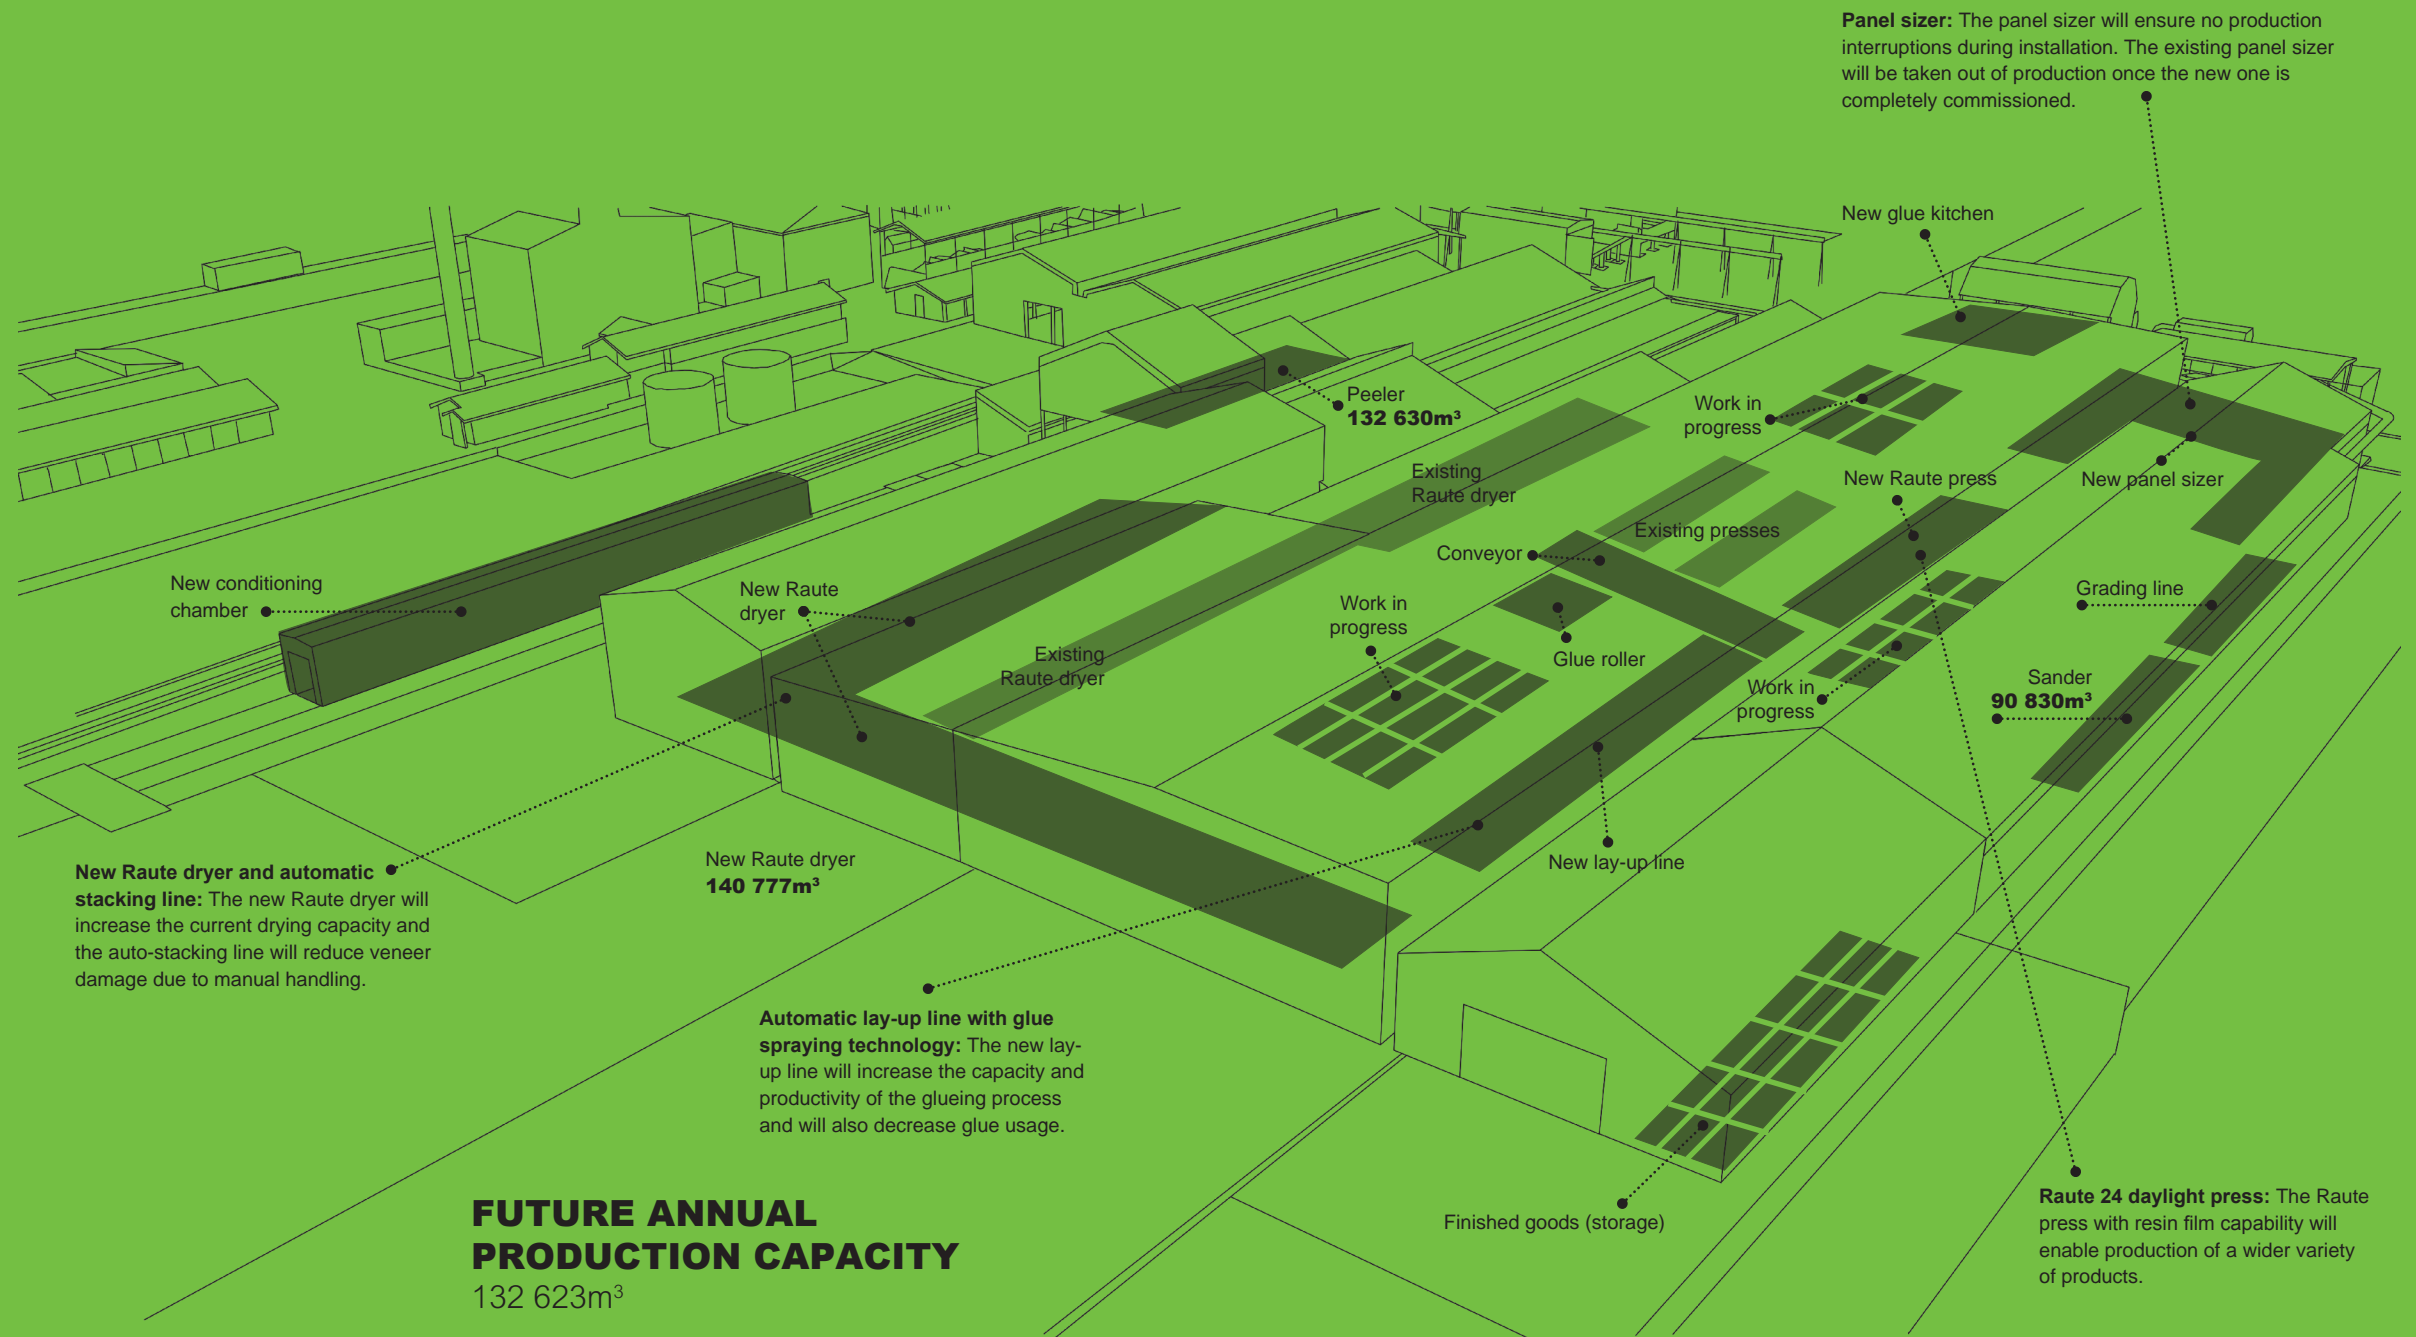 Panel sizer: The panel sizer will ensure no production
interruptions during installation. The existing panel sizer
will be taken out of production once the new one is
completely commissioned.
New glue kitchen
Peeler
132 630m³
Work in
progress
Existing
Raute dryer
New Raute press
New panel sizer
Existing presses
Conveyor
New conditioning
chamber
New Raute
dryer
Work in
progress
Grading line
Existing
Raute dryer
Glue roller
Work in
progress
Sander
90 830m³
New Raute dryer and automatic
stacking line: The new Raute dryer will
increase the current drying capacity and
the auto-stacking line will reduce veneer
damage due to manual handling.
New Raute dryer
140 777m³
New lay-up line
Automatic lay-up line with glue
spraying technology: The new lay-
up line will increase the capacity and
productivity of the glueing process
and will also decrease glue usage.
Finished goods (storage)
Raute 24 daylight press: The Raute
press with resin film capability will
enable production of a wider variety
of products.
FUTURE ANNUAL
PRODUCTION CAPACITY
132 623m³